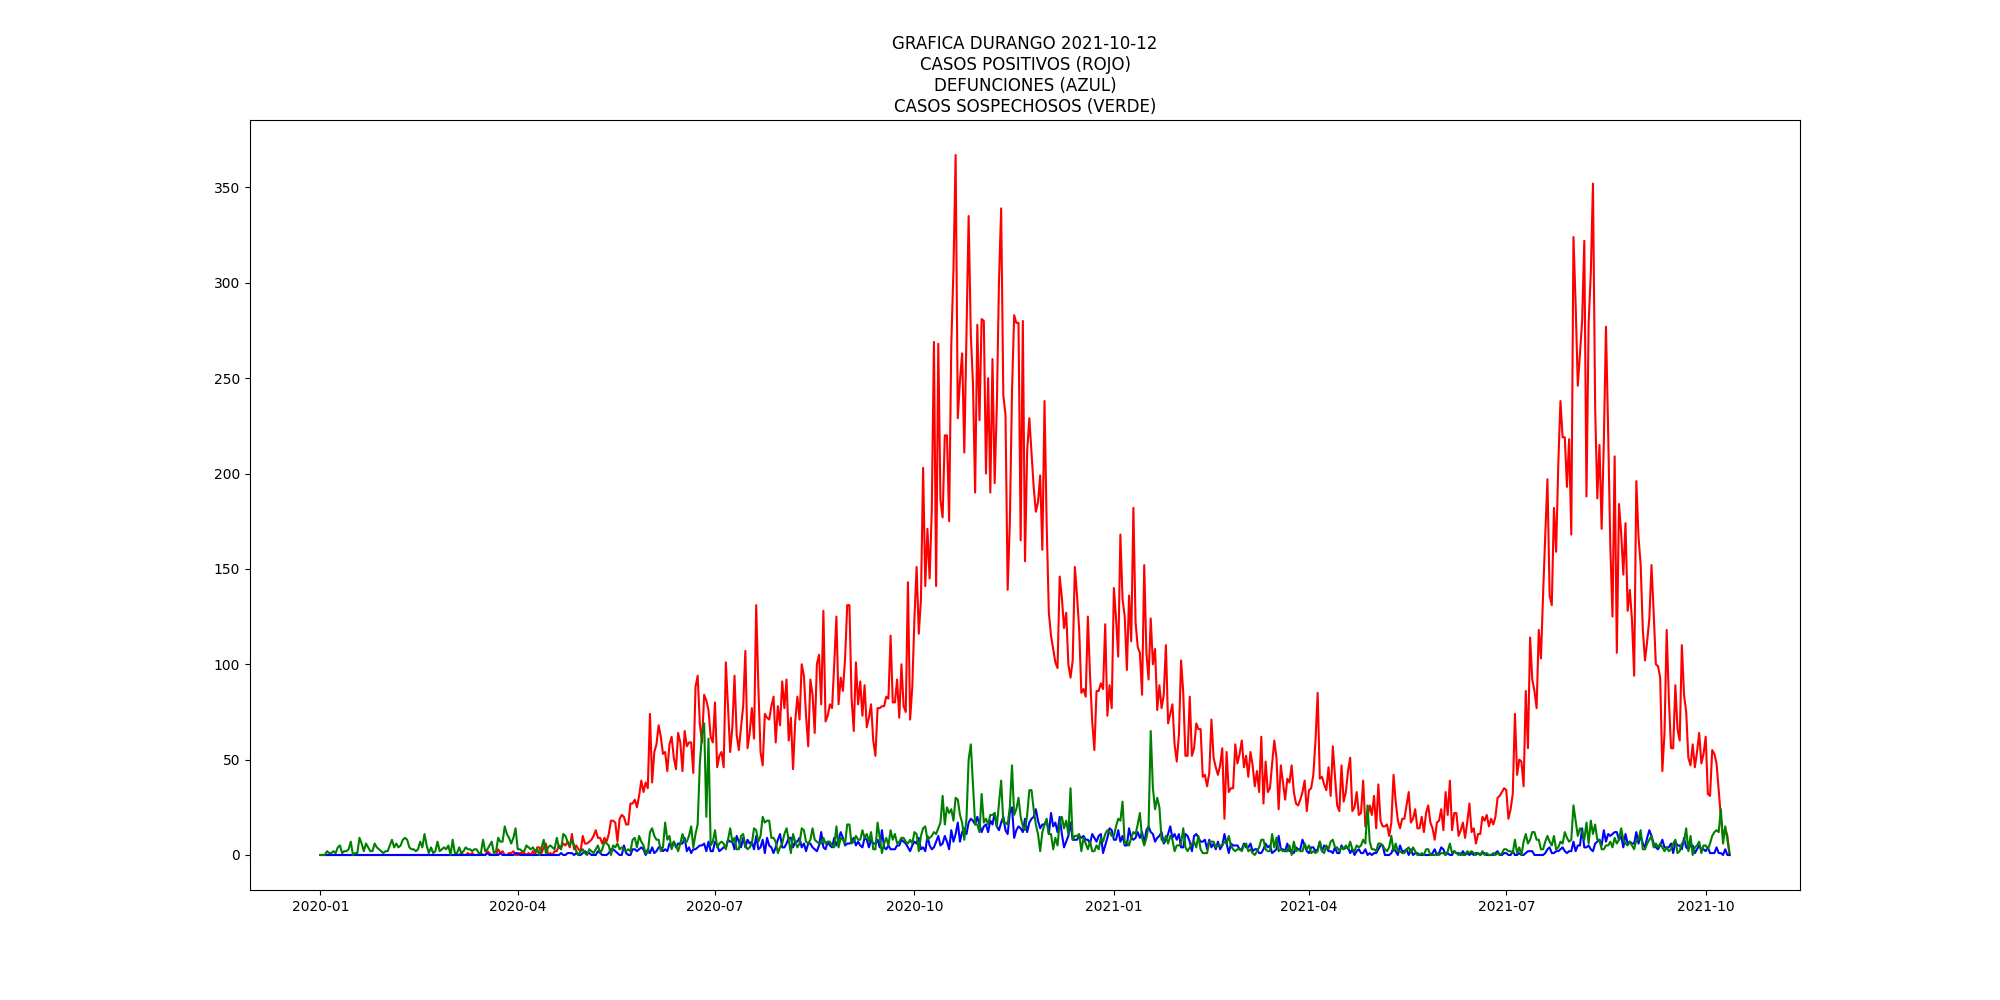 GRAFICA DURANGO 2021-10-12
CASOS POSITIVOS (ROJO)
DEFUNCIONES (AZUL)
CASOS SOSPECHOSOS (VERDE)
350
300
250
200
150
100
50
0
2020-01 2020-04 2020-07 2020-10 2021-01 2021-04 2021-07 2021-10